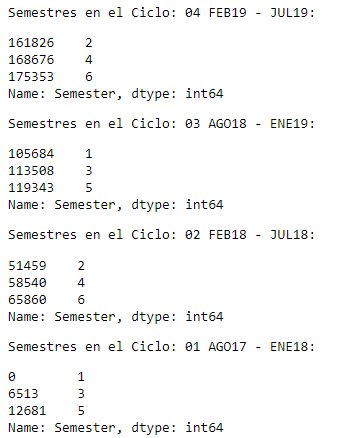 Semestres en el Ciclo: 04 FEB19 - JUL19:
161826    2
168676    4
175353    6
Name: Semester, dtype: int64
Semestres en el Ciclo: 03 AGO18 - ENE19:
105684    1
113508    3
119343    5
Name: Semester, dtype: int64
Semestres en el Ciclo: 02 FEB18 - JUL18:
51459    2
58540    4
65860    6
Name: Semester, dtype: int64
Semestres en el Ciclo: 01 AGO17 - ENE18:
0        1
6513     3
12681    5
Name: Semester, dtype: int64